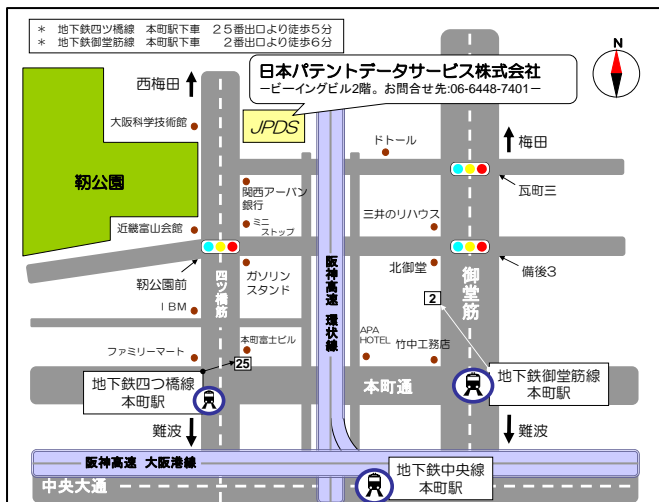 * 地下鉄四ツ橋線 本町駅下車 25番出口より徒歩5分
* 地下鉄御堂筋線 本町駅下車 2番出口より徒歩6分
日本パテントデータサービス株式会社
-ビーイングビル2階。お問合せ先:06-6448-7401-
N
西梅田
大阪科学技術館
JPDS
ドトール
梅田
靭公園
関西アーバン
銀行
瓦町三
ミニ
ストップ
三井のリハウス
近畿富山会館
靭公園前
四ツ橋筋
ガソリン
スタンド
阪神高速 環状線
北御堂
御堂筋
備後3
2
IBM
本町富士ビル
APA
HOTEL
竹中工務店
ファミリーマート
25
地下鉄四つ橋線
本町駅
本町通
地下鉄御堂筋線
本町駅
難波
難波
阪神高速 大阪港線
地下鉄中央線
本町駅
中央大通